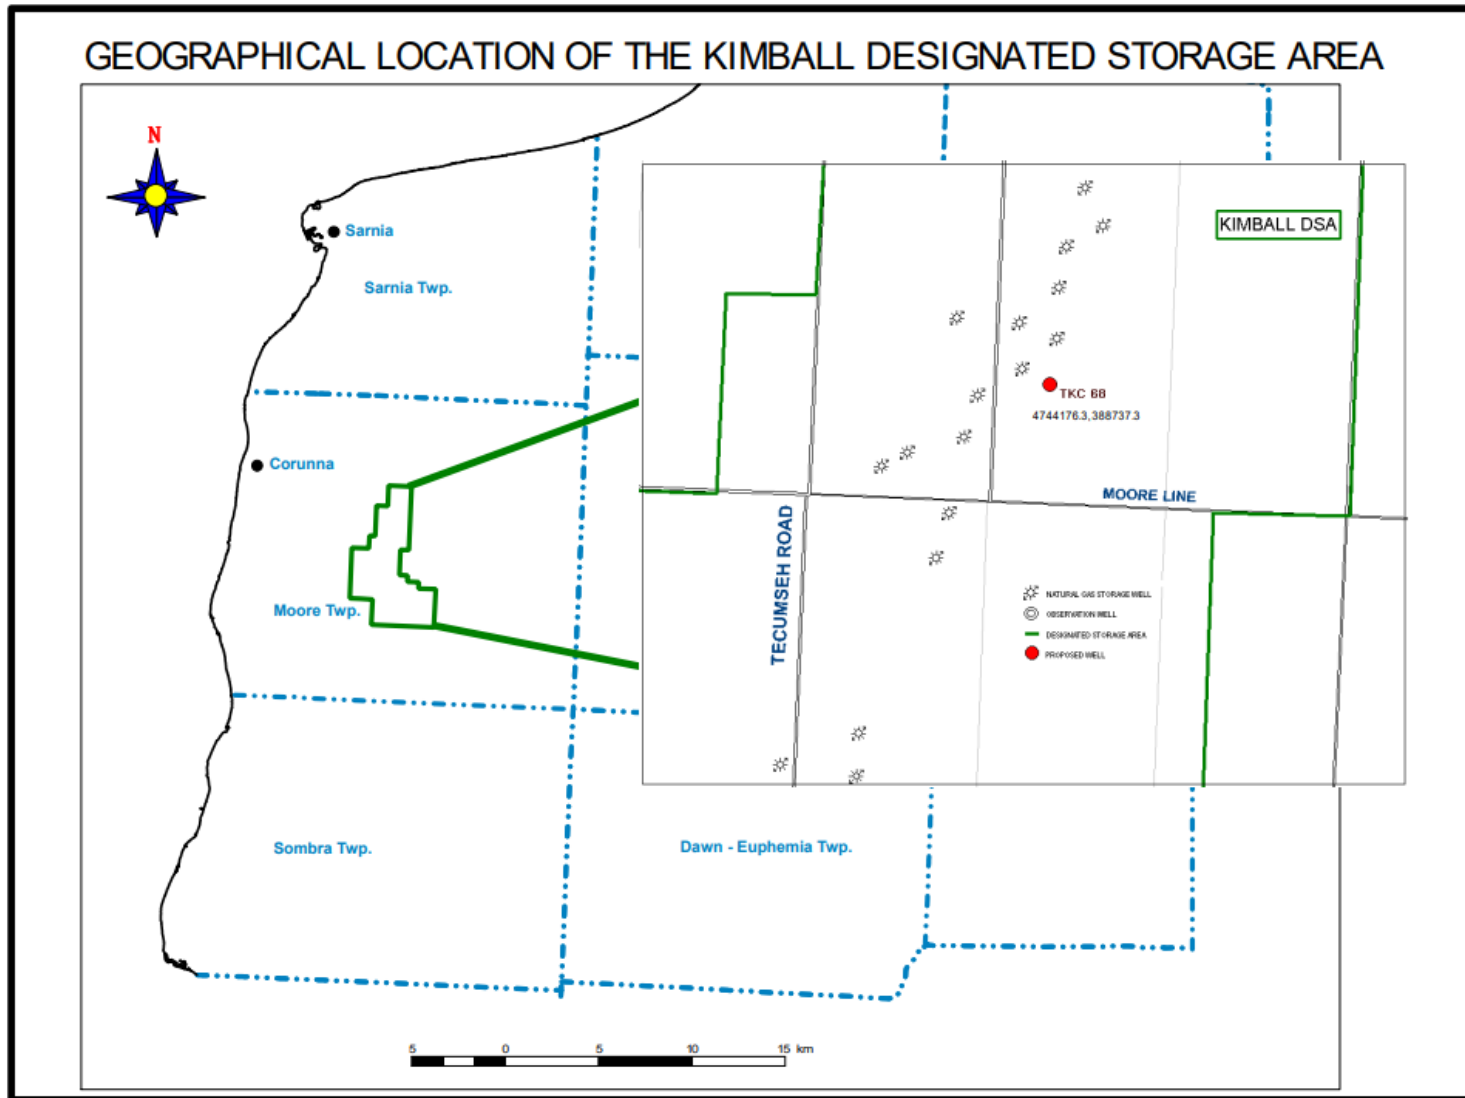 GEOGRAPHICAL LOCATION OF THE KIMBALL DESIGNATED STORAGE AREA
N
Sarnia
Sarnia Twp.
KIMBALL DSA
TKC 68
4744176.3,388737.3
Corunna
MOORE LINE
TECUMSEH ROAD
NATURAL GAS STORAGE WELL
OBSERVATION WELL
DESIGNATED STORAGE AREA
PROPOSED WELL
Moore Twp.
Sombra Twp.
Dawn - Euphemia Twp.
5 0 5 10 15 km